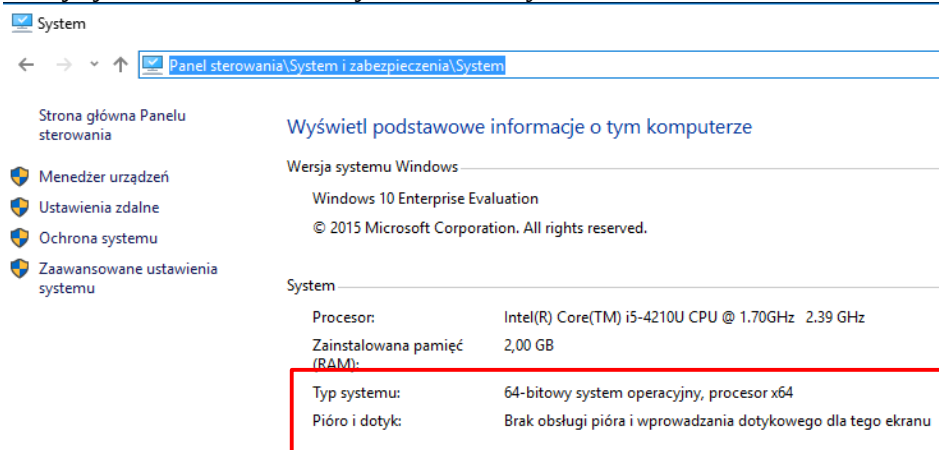 System
Panel sterowania\System i zabezpieczenia\System
Strona główna Panelu
sterowania
Menedżer urządzeń
Ustawienia zdalne
Ochrona systemu
Zaawansowane ustawienia
systemu
Wyświetl podstawowe informacje o tym komputerze
Wersja systemu Windows
Windows 10 Enterprise Evaluation
© 2015 Microsoft Corporation. All rights reserved.
System
Procesor: Intel(R) Core(TM) i5-4210U CPU @ 1.70GHz 2.39 GHz
Zainstalowana pamięć 2,00 GB
(RAM):
Typ systemu: 64-bitowy system operacyjny, procesor x64
Pióro i dotyk: Brak obsługi pióra i wprowadzania dotykowego dla tego ekranu